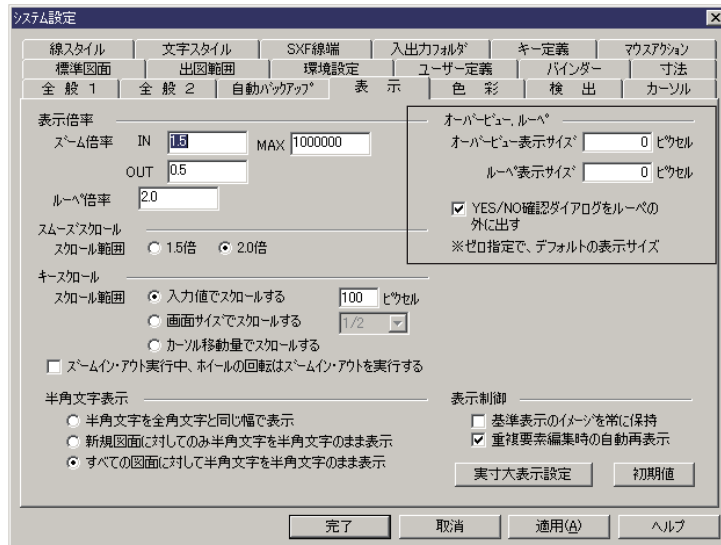 システム設定
線スタイル 文字スタイル SXF線端 入出力フォルダ キー定義 マウスアクション
標準図面 出図範囲 環境設定 ユーザー定義 バインダー 寸法
全般1 全般2 自動バックアップ 表示 色彩 検出 カーソル
表示倍率
ズーム倍率 IN 1.5 MAX 1000000
OUT 0.5
ルーペ倍率 2.0
スムーズスクロール
スクロール範囲 1.5倍 2.0倍
キースクロール
スクロール範囲 入力値でスクロールする 100 ピクセル
画面サイズでスクロールする 1/2
カーソル移動量でスクロールする
ズームイン・アウト実行中、ホイールの回転はズームイン・アウトを実行する
半角文字表示
半角文字を全角文字と同じ幅で表示
新規図面に対してのみ半角文字を半角文字のまま表示
すべての図面に対して半角文字を半角文字のまま表示
オーバービュー、ルーペ
オーバービュー表示サイズ 0 ピクセル
ルーペ表示サイズ 0 ピクセル
YES/NO確認ダイアログをルーペの
外に出す
※ゼロ指定で、デフォルトの表示サイズ
表示制御
基準表示のイメージを常に保持
重複要素編集時の自動再表示
実寸大表示設定 初期値
完了 取消 適用(A) ヘルプ